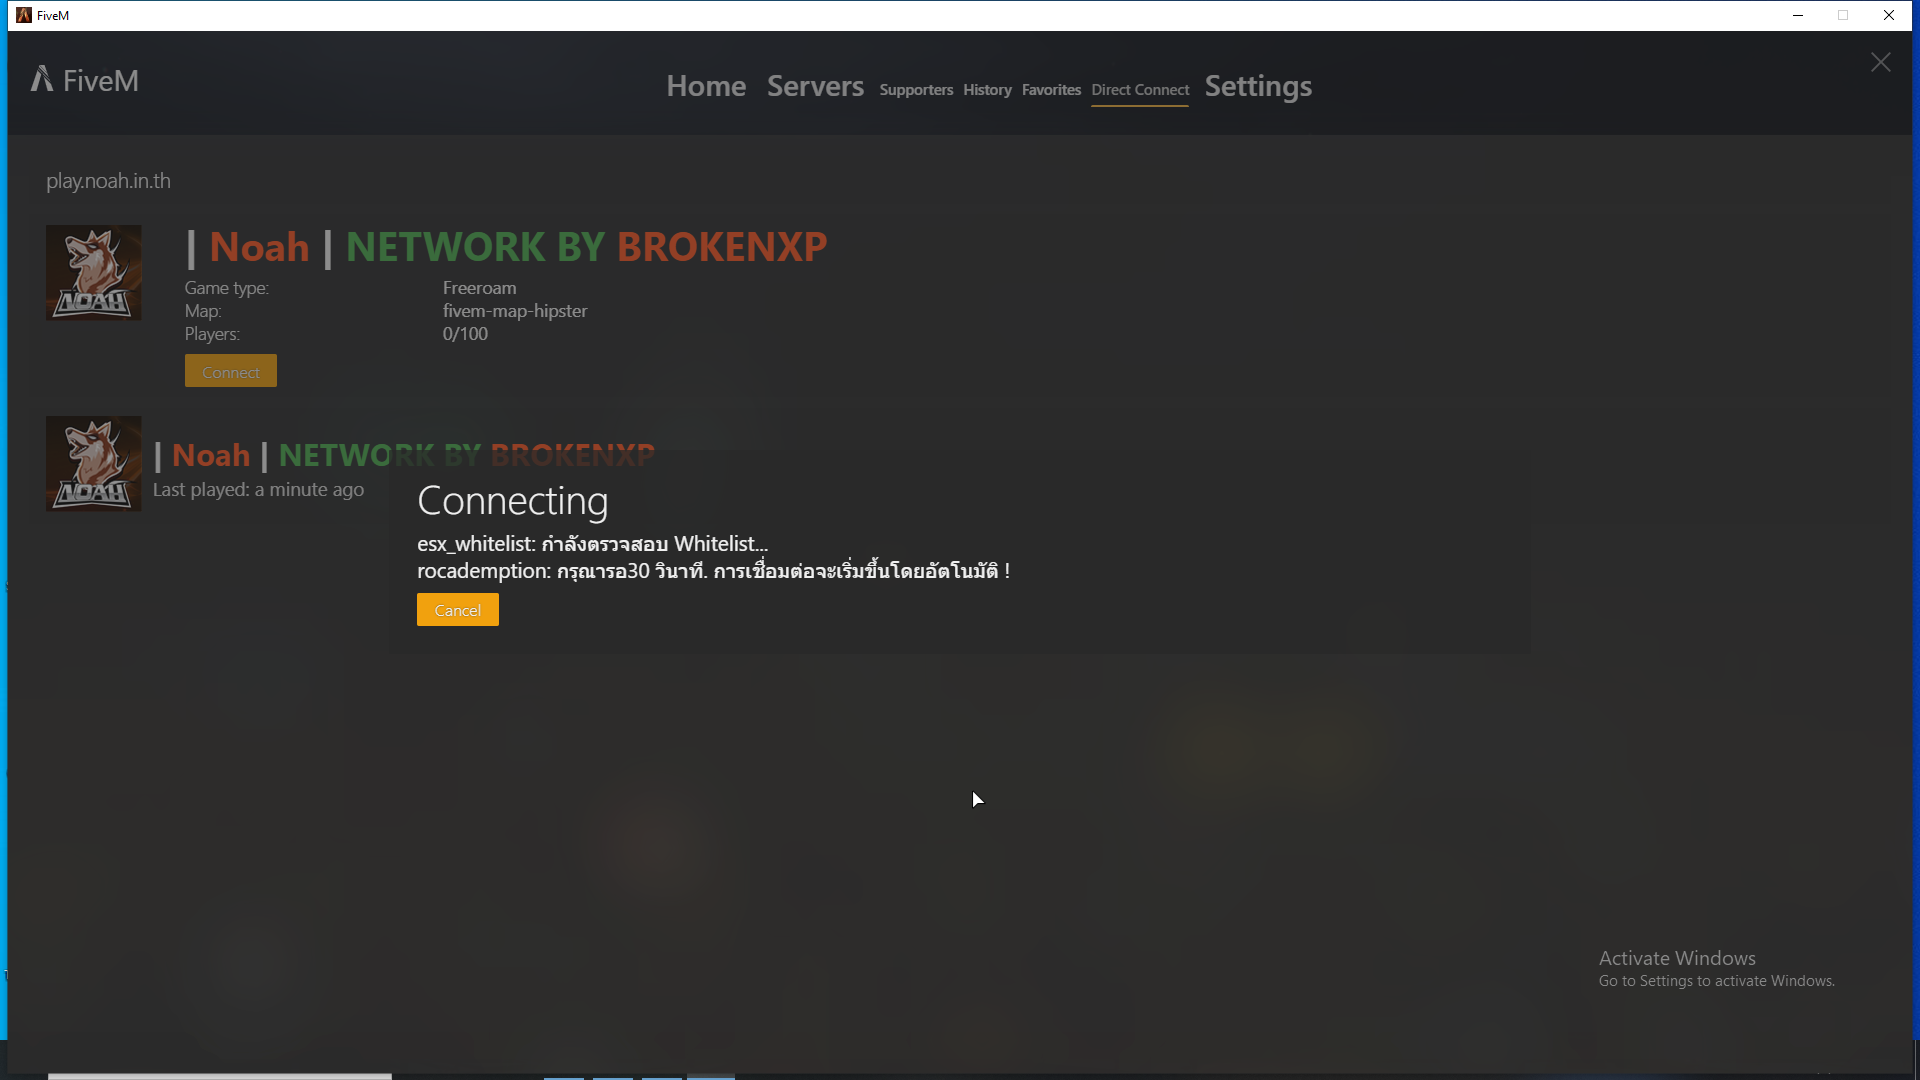 FiveM
FiveM
Home Servers Supporters History Favorites Direct Connect Settings
play.noah.in.th
| Noah | NETWORK BY BROKENXP
Game type: Freeroam
Map: fivem-map-hipster
Players: 0/100
Connect
NOAH
| Noah | NETWORK BY BROKENXP
Last played: a minute ago
NOAH
Connecting
esx_whitelist: กำลังตรวจสอบ Whitelist...
rocademption: กรุณารอ30 วินาที. การเชื่อมต่อจะเริ่มขึ้นโดยอัตโนมัติ !
Cancel
Activate Windows
Go to Settings to activate Windows.